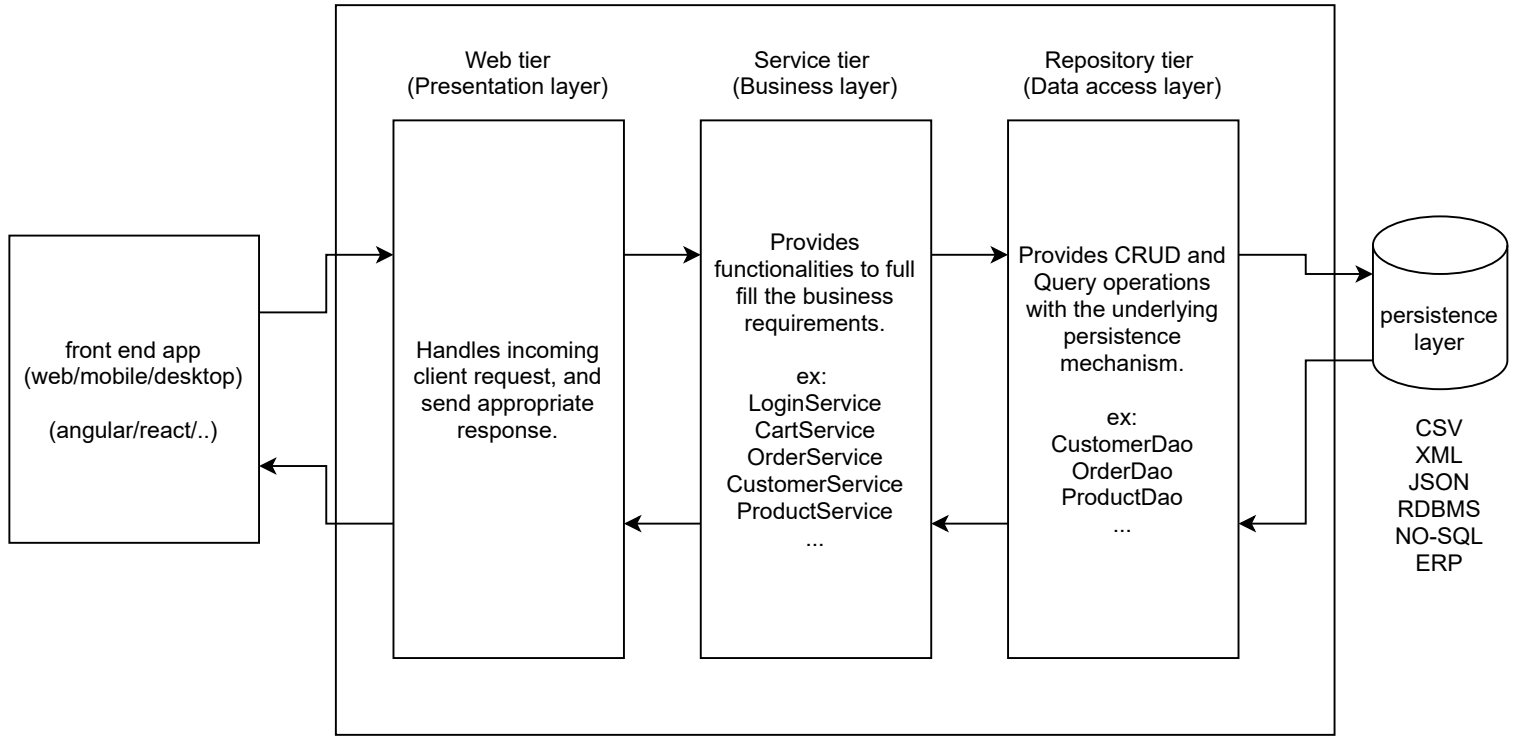 Web tier
(Presentation layer)
Service tier
(Business layer)
Repository tier
(Data access layer)
front end app
(web/mobile/desktop)
(angular/react/..)
Handles incoming
client request, and
send appropriate
response.
Provides
functionalities to full
fill the business
requirements.
ex:
LoginService
CartService
OrderService
CustomerService
ProductService
...
Provides CRUD and
Query operations
with the underlying
persistence
mechanism.
ex:
CustomerDao
OrderDao
ProductDao
...
persistence
layer
CSV
XML
JSON
RDBMS
NO-SQL
ERP